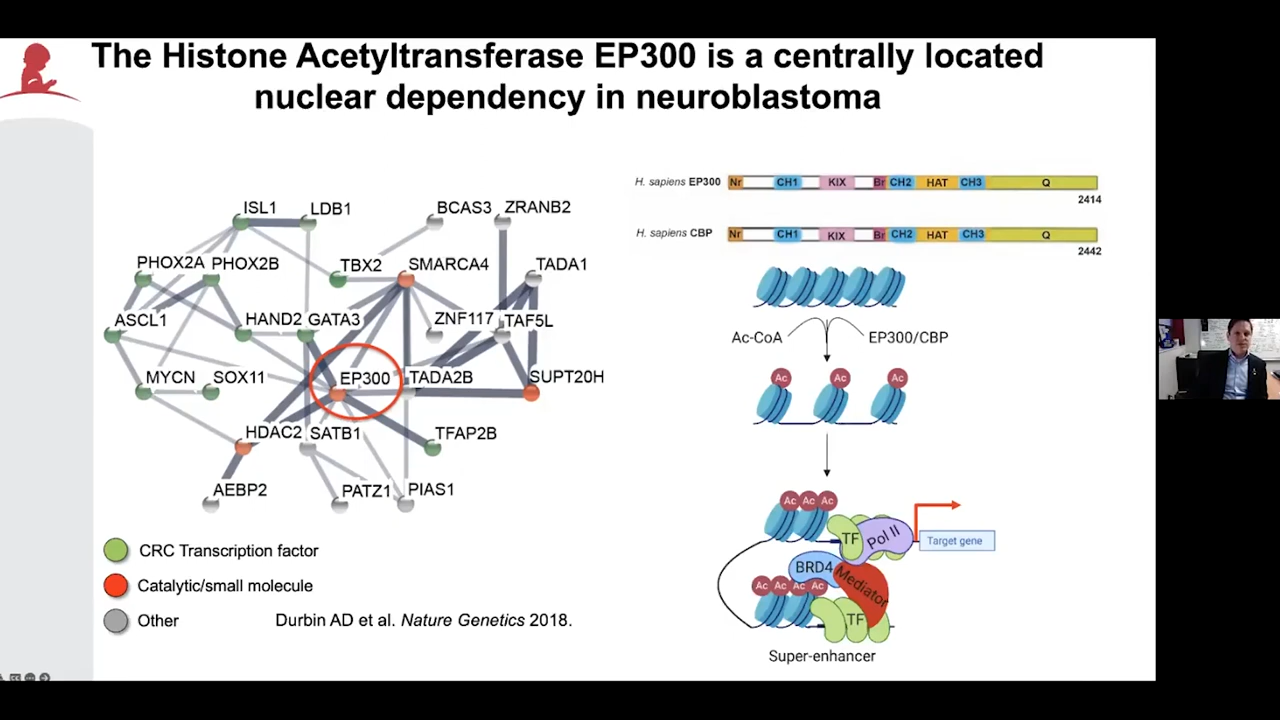 The Histone Acetyltransferase EP300 is a centrally located
nuclear dependency in neuroblastoma
ISL1
LDB1
BCAS3
ZRANB2
PHOX2A
PHOX2B
TBX2
SMARCA4
TADA1
ASCL1
HAND2
GATA3
ZNF117
TAF5L
MYCN
SOX11
EP300
TADA2B
SUPT20H
HDAC2
SATB1
TFAP2B
AEBP2
PATZ1
PIAS1
CRC Transcription factor
Catalytic/small molecule
Other
Durbin AD et al. Nature Genetics 2018.
H. sapiens EP300
Nr CH1 KIX Br CH2 HAT CH3 Q
2414
H. sapiens CBP
Nr CH1 KIX Br CH2 HAT CH3 Q
2442
Ac-CoA
EP300/CBP
Ac Ac Ac
Ac Ac Ac
TF Pol II
Target gene
BRD4
Mediator
Ac Ac Ac Ac
TF
Super-enhancer